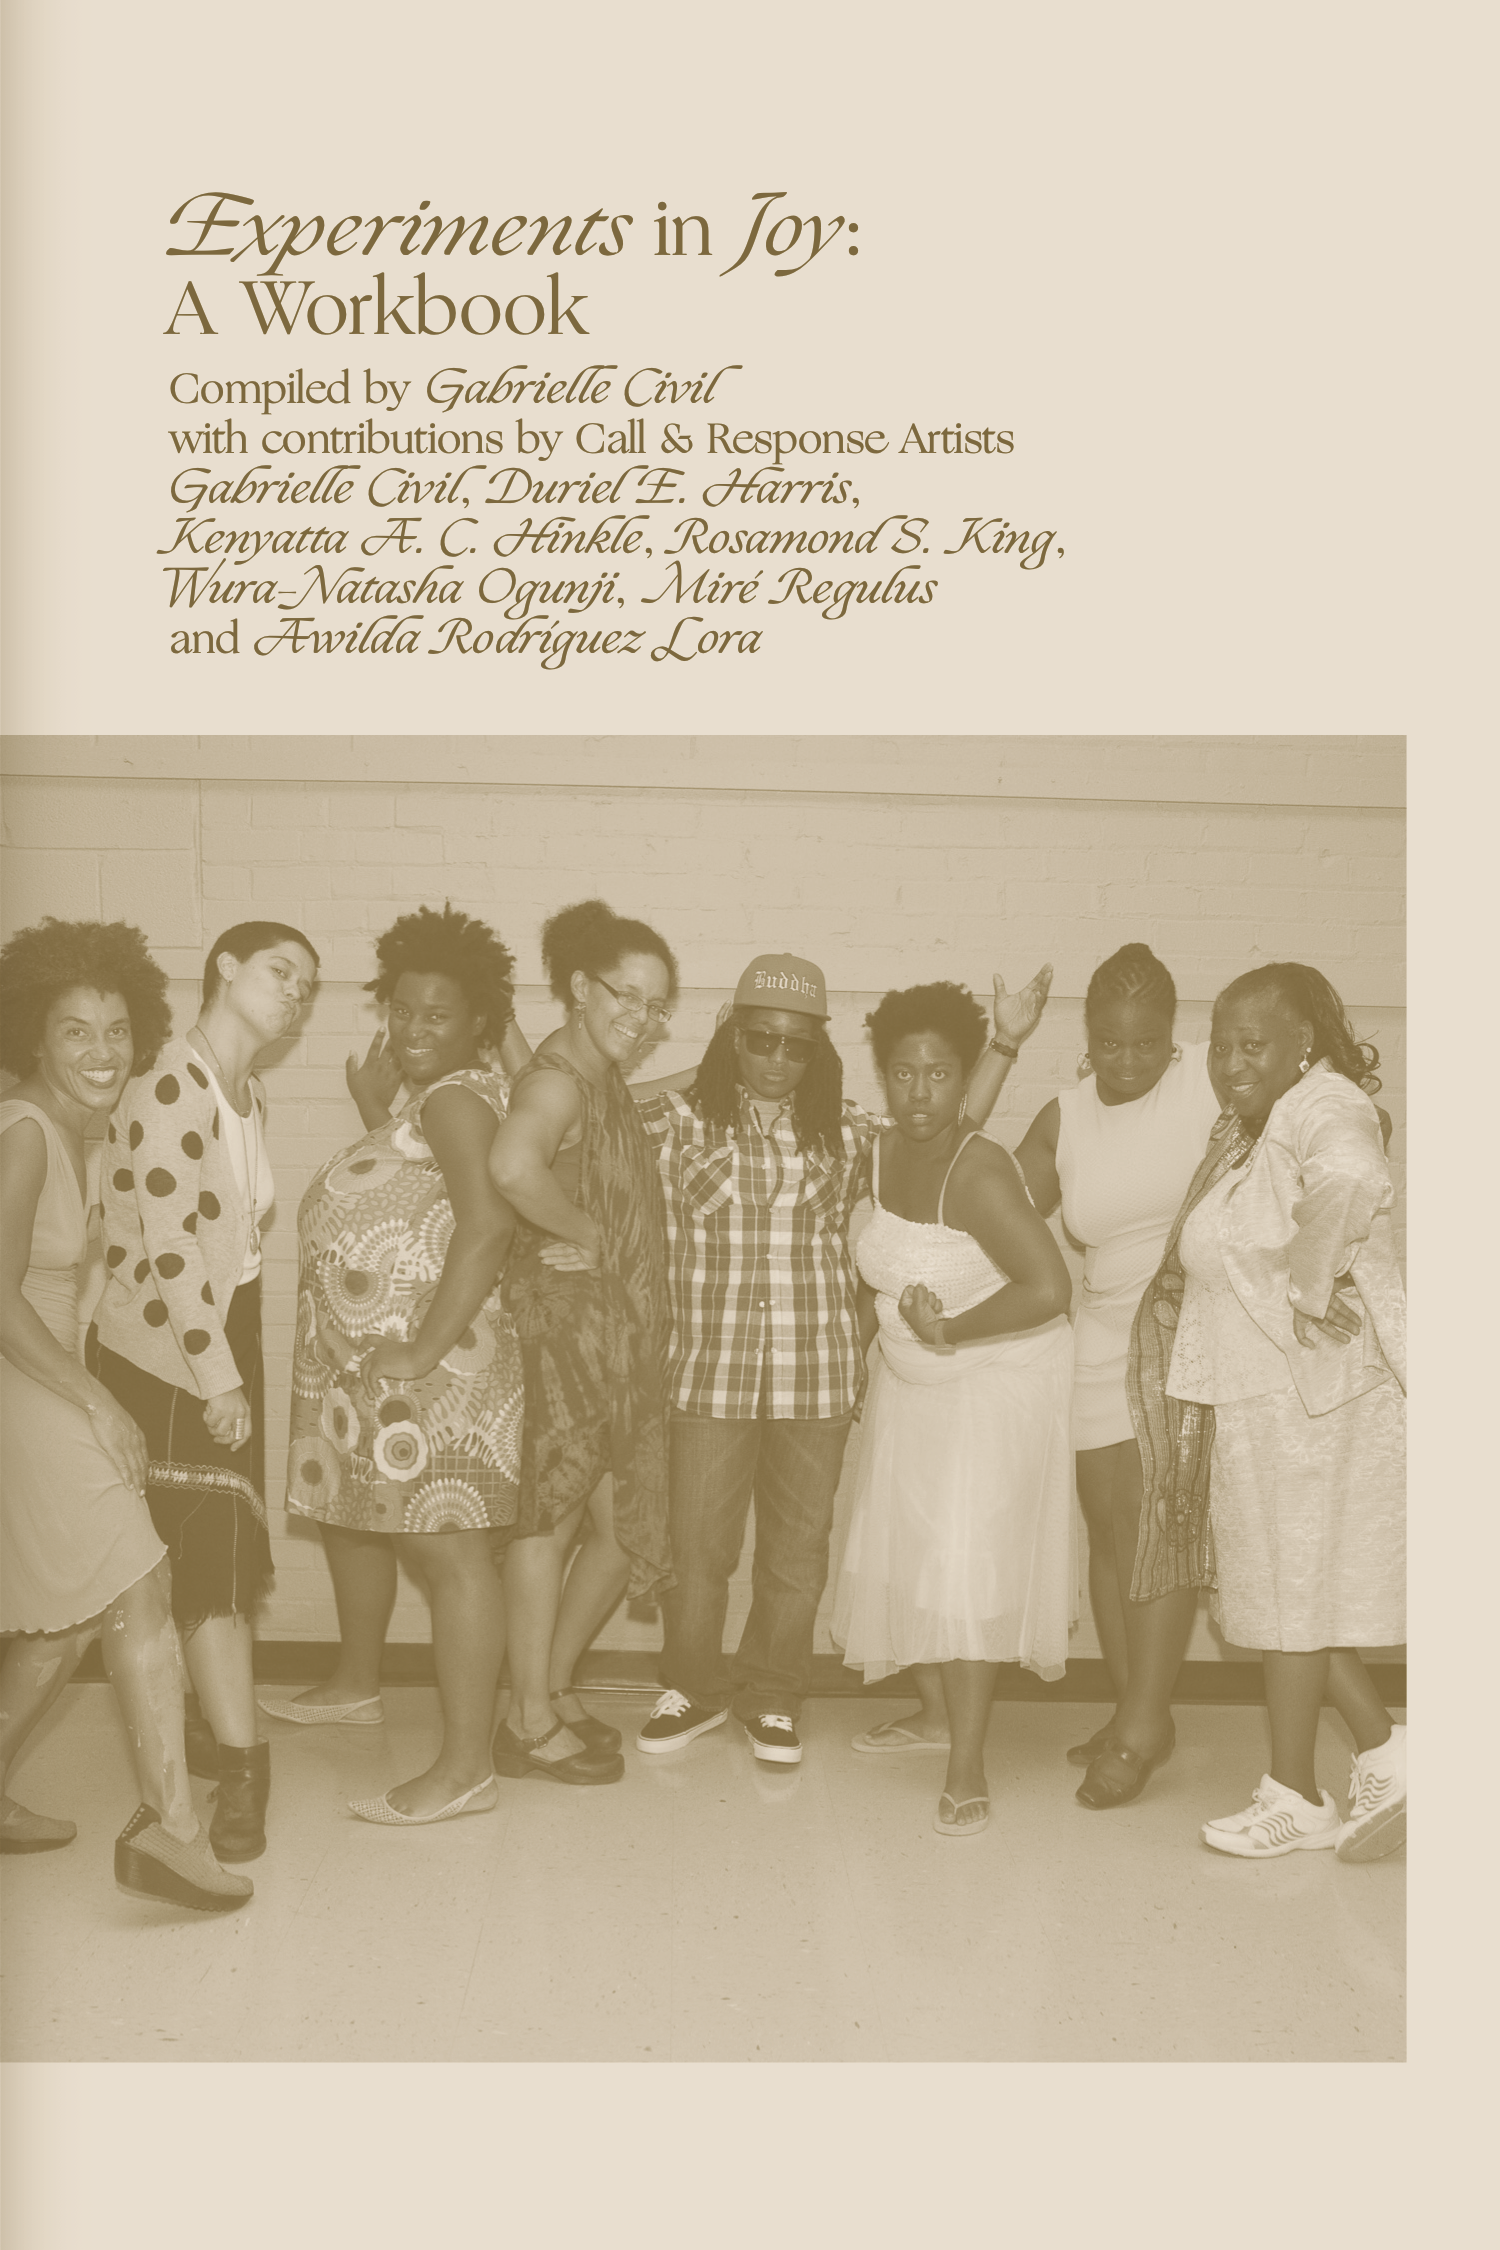 Experiments in Joy:
A Workbook
Compiled by Gabrielle Civil
with contributions by Call & Response Artists
Gabrielle Civil, Duriel E. Harris,
Kenyatta A. C. Hinkle, Rosamond S. King,
Wura-Natasha Ogunji, Miré Regulus
and Awilda Rodríguez Lora
Buddha